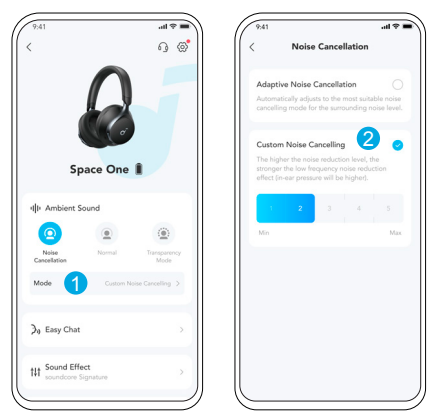 9:41
Space One
Ambient Sound
Noise Cancellation
Normal
Transparency Mode
Mode
1
Custom Noise Cancelling
Easy Chat
Sound Effect
soundcore Signature
9:41
Noise Cancellation
Adaptive Noise Cancellation
Automatically adjusts to the most suitable noise
cancelling mode for the surrounding noise level.
Custom Noise Cancelling
2
The higher the noise reduction level, the
stronger the low frequency noise reduction
effect (in-ear pressure will be higher).
1 2 3 4 5
Min Max